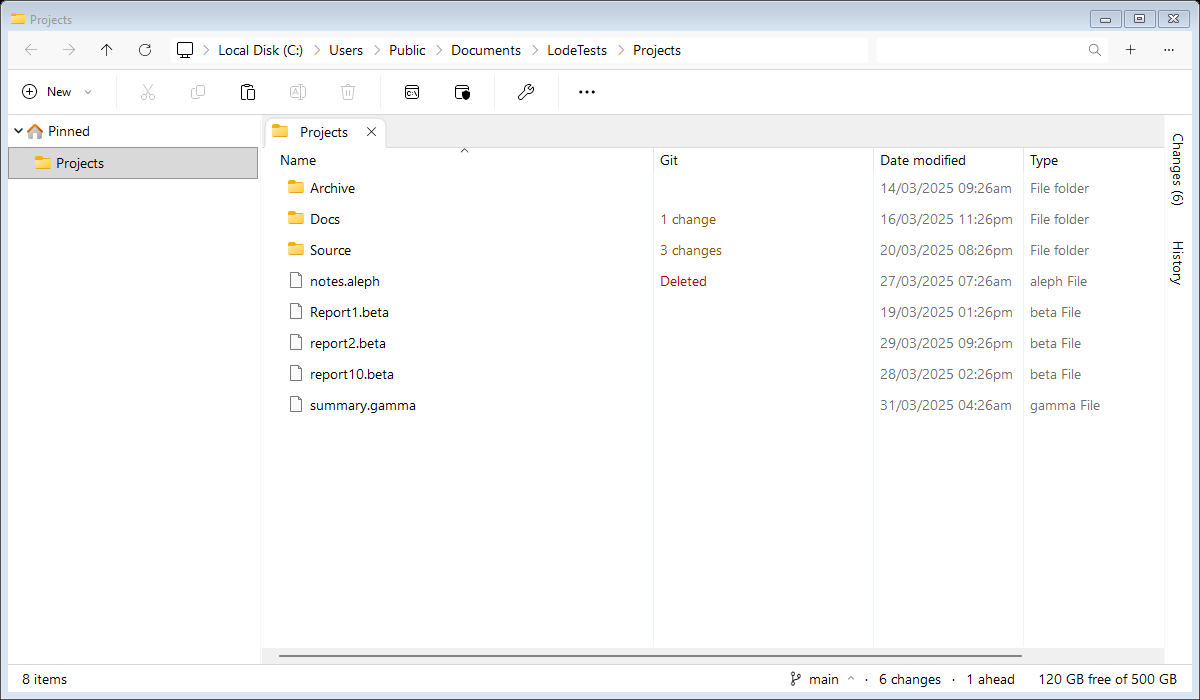 Projects
Local Disk (C:) Users Public Documents LodeTests Projects
New
Pinned
Projects
Projects
Name Git Date modified Type
Archive 14/03/2025 09:26am File folder
Docs 1 change 16/03/2025 11:26pm File folder
Source 3 changes 20/03/2025 08:26pm File folder
notes.aleph Deleted 27/03/2025 07:26am aleph File
Report1.beta 19/03/2025 01:26pm beta File
report2.beta 29/03/2025 09:26pm beta File
report10.beta 28/03/2025 02:26pm beta File
summary.gamma 31/03/2025 04:26am gamma File
Changes (6)
History
8 items main · 6 changes · 1 ahead 120 GB free of 500 GB